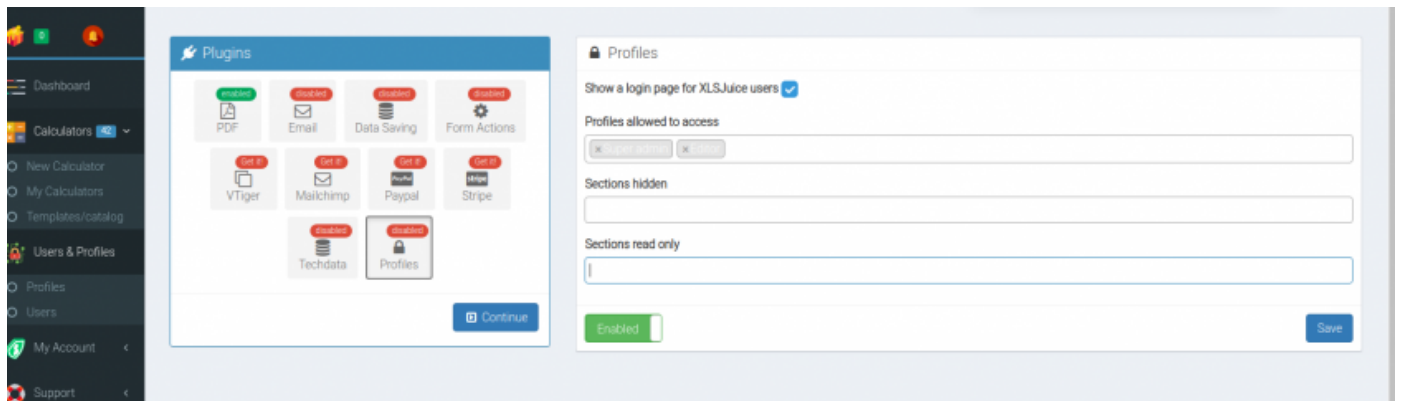 0
Dashboard
Calculators 42
New Calculator
My Calculators
Templates/catalog
Users & Profiles
Profiles
Users
My Account
Support
Plugins
enabled disabled disabled disabled
PDF Email Data Saving Form Actions
Get it! Get it! Get it! Get it!
PayPal stripe
VTiger Mailchimp Paypal Stripe
disabled disabled
Techdata Profiles
Continue
Profiles
Show a login page for XLSJuice users
Profiles allowed to access
×Super admin ×Editor
Sections hidden
Sections read only
Enabled
Save